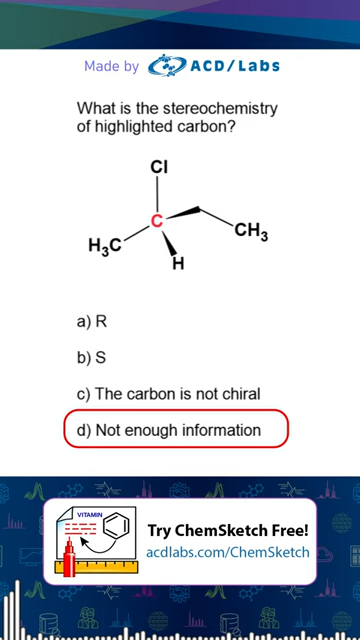 Made by ACD/Labs
What is the stereochemistry
of highlighted carbon?
Cl
C
H₃C
CH₃
H
a) R
b) S
c) The carbon is not chiral
d) Not enough information
VITAMIN
Try ChemSketch Free!
acdlabs.com/ChemSketch